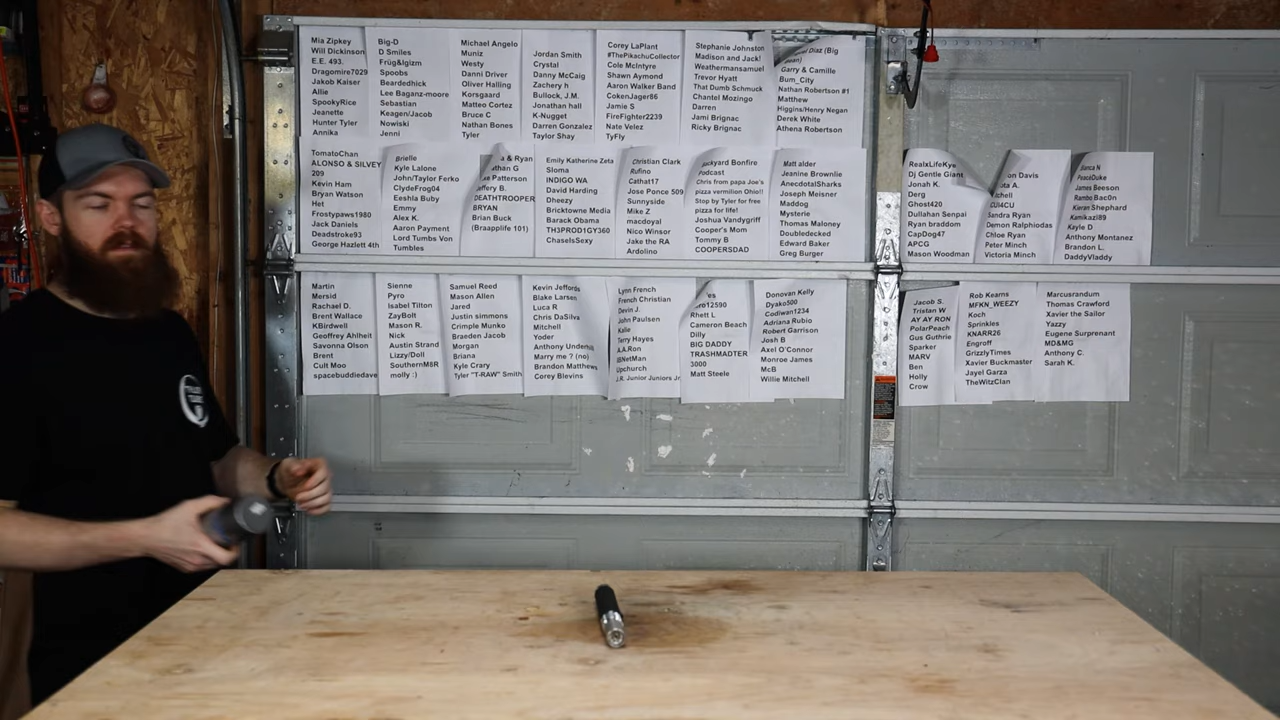 Mia Zipkey
Will Dickinson
E.E. 493.
Dragomire7029
Jakob Kaiser
Allie
SpookyRice
Jeanette
Hunter Tyler
Annika
Big-D
D Smiles
Früg&Igizm
Spoobs
Beardedhick
Lee Baganz-moore
Sebastian
Keagen/Jacob
Nowiski
Jenni
Michael Angelo
Muniz
Westy
Danni Driver
Oliver Halling
Korsgaard
Matteo Cortez
Bruce C
Nathan Bones
Tyler
Jordan Smith
Crystal
Danny McCaig
Zachery h
Bullock, J.M.
Jonathan hall
K-Nugget
Darren Gonzalez
Taylor Shay
Corey LaPlant
#ThePikachuCollector
Cole McIntyre
Shawn Aymond
Aaron Walker Band
CokenJager86
Jamie S
FireFighter2239
Nate Velez
TyFly
Stephanie Johnston
Madison and Jack!
Weathermansamuel
Trevor Hyatt
That Dumb Schmuck
Chantel Mozingo
Darren
Jami Brignac
Ricky Brignac
Diaz (Big
Garry & Camille
Bum_City
Nathan Robertson #1
Matthew
Higgins/Henry Negan
Derek White
Athena Robertson
TomatoChan
ALONSO & SILVEY
209
Kevin Ham
Bryan Watson
Het
Frostypaws1980
Jack Daniels
Deadstroke93
George Hazlett 4th
Brielle
Kyle Lalone
John/Taylor Ferko
ClydeFrog04
Eeshla Buby
Emmy
Alex K.
Aaron Payment
Lord Tumbs Von
Tumbles
& Ryan
G
Patterson
B.
DEATHTROOPER
BRYAN
Brian Buck
(Braapplife 101)
Emily Katherine Zeta
Sloma
INDIGO WA
David Harding
Dheezy
Bricktowne Media
Barack Obama
TH3PROD1GY360
ChaseIsSexy
Christian Clark
Rufino
Cathat17
Jose Ponce 509
Sunnyside
Mike Z
macdoyal
Nico Winsor
Jake the RA
Ardolino
Bonfire
Podcast
Chris from papa Joe's
pizza vermilion Ohio!!
Stop by Tyler for free
pizza for life!
Joshua Vandygriff
Cooper's Mom
Tommy B
COOPERSDAD
Matt alder
Jeanine Brownlie
AnecdotalSharks
Joseph Meisner
Maddog
Mysterie
Thomas Maloney
Doubledecked
Edward Baker
Greg Burger
RealxLifeKye
Dj Gentle Giant
Jonah K.
Derg
Ghost420
Dullahan Senpai
Ryan braddom
CapDog47
APCG
Mason Woodman
Davis
A.
Ryan
Demon Ralphiodas
Chloe Ryan
Peter Minch
Victoria Minch
N
PeaceDuke
James Beeson
Rambo Bac0n
Kieran Shephard
Kamikazi89
Kayle D
Anthony Montanez
Brandon L.
DaddyVladdy
Martin
Mersid
Rachael D.
Brent Wallace
KBirdwell
Geoffrey Ahlheit
Savonna Olson
Brent
Cult Moo
spacebuddiedave
Sienne
Pyro
Isabel Tilton
ZayBolt
Mason R.
Nick
Austin Strand
Lizzy/Doll
SouthernM8R
molly :)
Samuel Reed
Mason Allen
Jared
Justin simmons
Crimple Munko
Braeden Jacob
Morgan
Briana
Kyle Crary
Tyler "T-RAW" Smith
Kevin Jeffords
Blake Larsen
Luca R
Chris DaSilva
Mitchell
Yoder
Anthony Underhill
Marry me ? (no)
Brandon Matthews
Corey Blevins
Lynn French
French Christian
Devin J.
John Paulsen
Kalie
Terry Hayes
A.A.Ron
BNetMan
Upchurch
J.R. Junior Juniors Jr
Rhett L
Cameron Beach
Dilly
BIG DADDY
TRASHMADTER
3000
Matt Steele
Donovan Kelly
Dyako500
Codiwan1234
Adriana Rubio
Robert Garrison
Josh B
Axel O'Connor
Monroe James
McB
Willie Mitchell
Jacob S.
Tristan W
AY AY RON
PolarPeach
Gus Guthrie
Sparker
MARV
Ben
Holly
Crow
Rob Kearns
MFKN_WEEZY
Koch
Sprinkles
KNARR26
Engroff
GrizzlyTimes
Xavier Buckmaster
Jayel Garza
TheWitzClan
Marcusrandum
Thomas Crawford
Xavier the Sailor
Yazzy
Eugene Surprenant
MD&MG
Anthony C.
Sarah K.